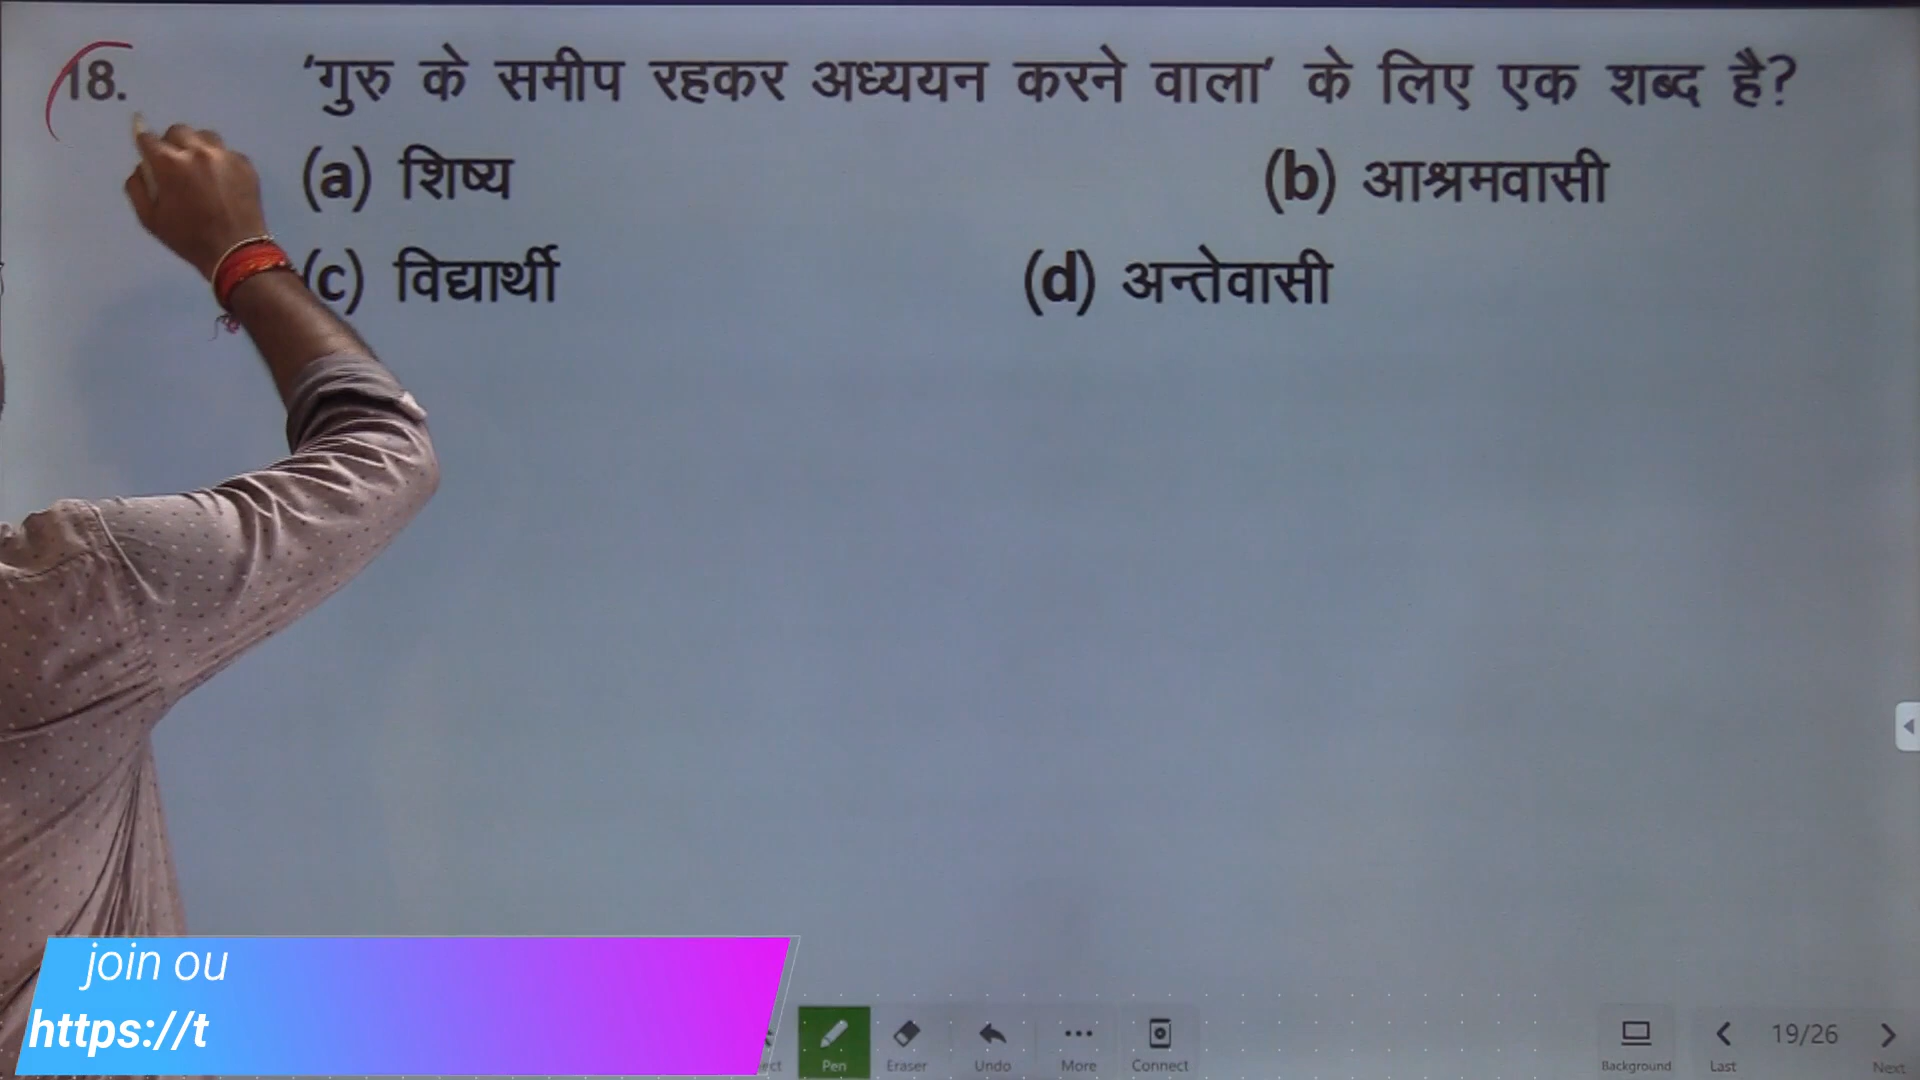 18. 'गुरु के समीप रहकर अध्ययन करने वाला' के लिए एक शब्द है?
(a) शिष्य (b) आश्रमवासी
(c) विद्यार्थी (d) अन्तेवासी
join ou
https://t
Pen Eraser Undo More Connect Background Last 19/26 Next